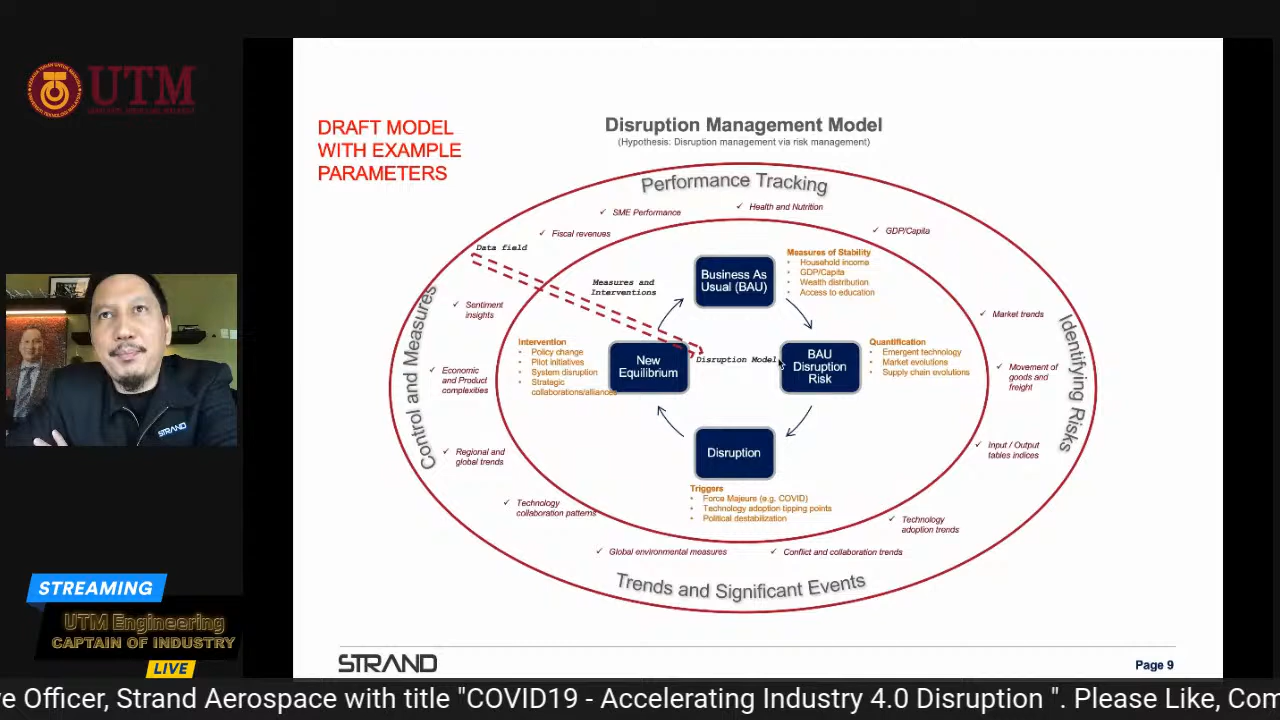 UTM
DRAFT MODEL
WITH EXAMPLE
PARAMETERS
Disruption Management Model
(Hypothesis: Disruption management via risk management)
Performance Tracking
✓ SME Performance
✓ Health and Nutrition
✓ Fiscal revenues
✓ GDP/Capita
Data field
Measures and
Interventions
Business As
Usual (BAU)
Measures of Stability
• Household income
• GDP/Capita
• Wealth distribution
• Access to education
Control and Measures
✓ Sentiment
insights
✓ Market trends
Identifying Risks
Intervention
• Policy change
• Pilot initiatives
• System disruption
• Strategic
collaborations/alliances
New
Equilibrium
Disruption Model
BAU
Disruption
Risk
Quantification
• Emergent technology
• Market evolutions
• Supply chain evolutions
✓ Economic
and Product
complexities
✓ Movement of
goods and
freight
✓ Regional and
global trends
Disruption
✓ Input / Output
tables indices
Triggers
• Force Majeure (e.g. COVID)
• Technology adoption tipping points
• Political destabilization
✓ Technology
collaboration patterns
✓ Technology
adoption trends
✓ Global environmental measures
✓ Conflict and collaboration trends
Trends and Significant Events
STRAND
STREAMING
UTM Engineering
CAPTAIN OF INDUSTRY
LIVE
STRAND
Page 9
ve Officer, Strand Aerospace with title "COVID19 - Accelerating Industry 4.0 Disruption ". Please Like, Com